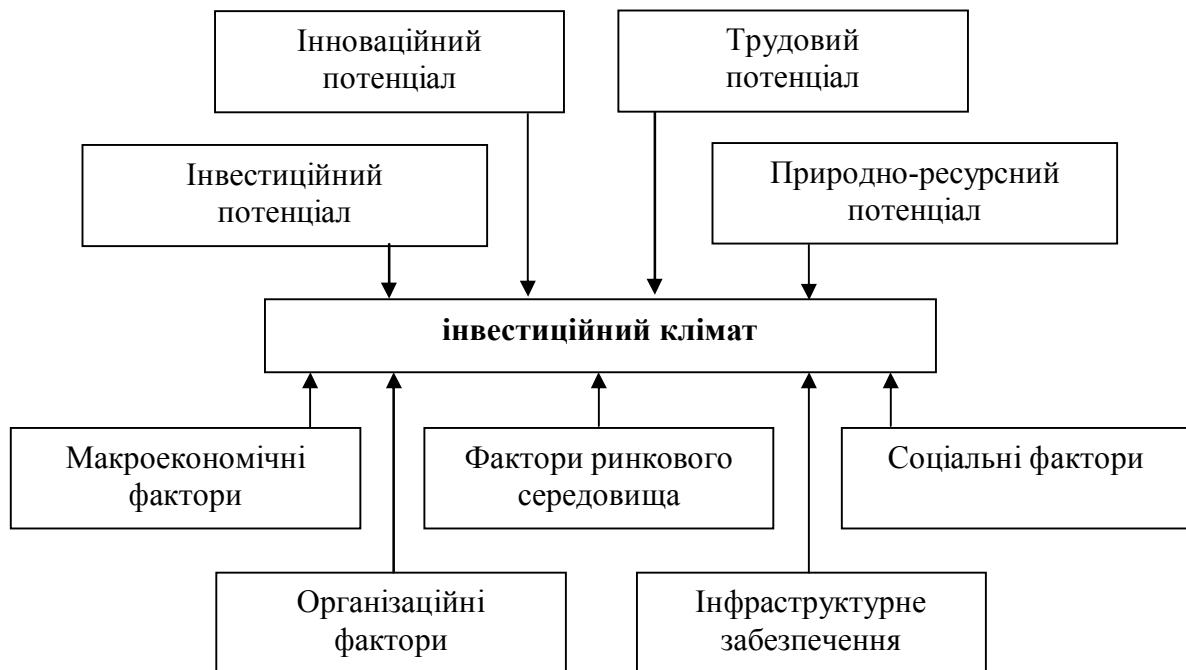 Інноваційний
потенціал
Трудовий
потенціал
Інвестиційний
потенціал
Природно-ресурсний
потенціал
інвестиційний клімат
Макроекономічні
фактори
Фактори ринкового
середовища
Соціальні фактори
Організаційні
фактори
Інфраструктурне
забезпечення